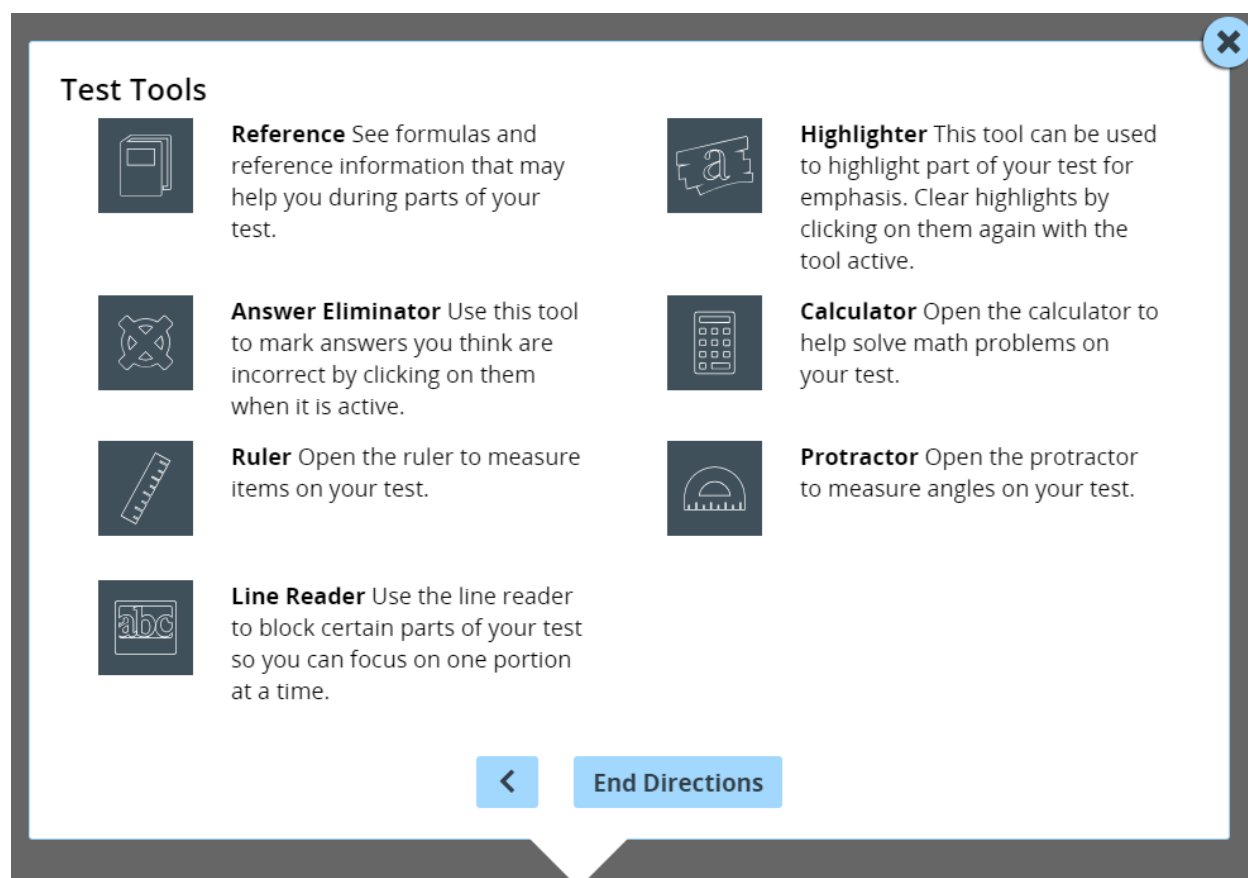 Test Tools
Reference See formulas and
reference information that may
help you during parts of your
test.
a
Highlighter This tool can be used
to highlight part of your test for
emphasis. Clear highlights by
clicking on them again with the
tool active.
Answer Eliminator Use this tool
to mark answers you think are
incorrect by clicking on them
when it is active.
Calculator Open the calculator to
help solve math problems on
your test.
Ruler Open the ruler to measure
items on your test.
Protractor Open the protractor
to measure angles on your test.
abc
Line Reader Use the line reader
to block certain parts of your test
so you can focus on one portion
at a time.
End Directions